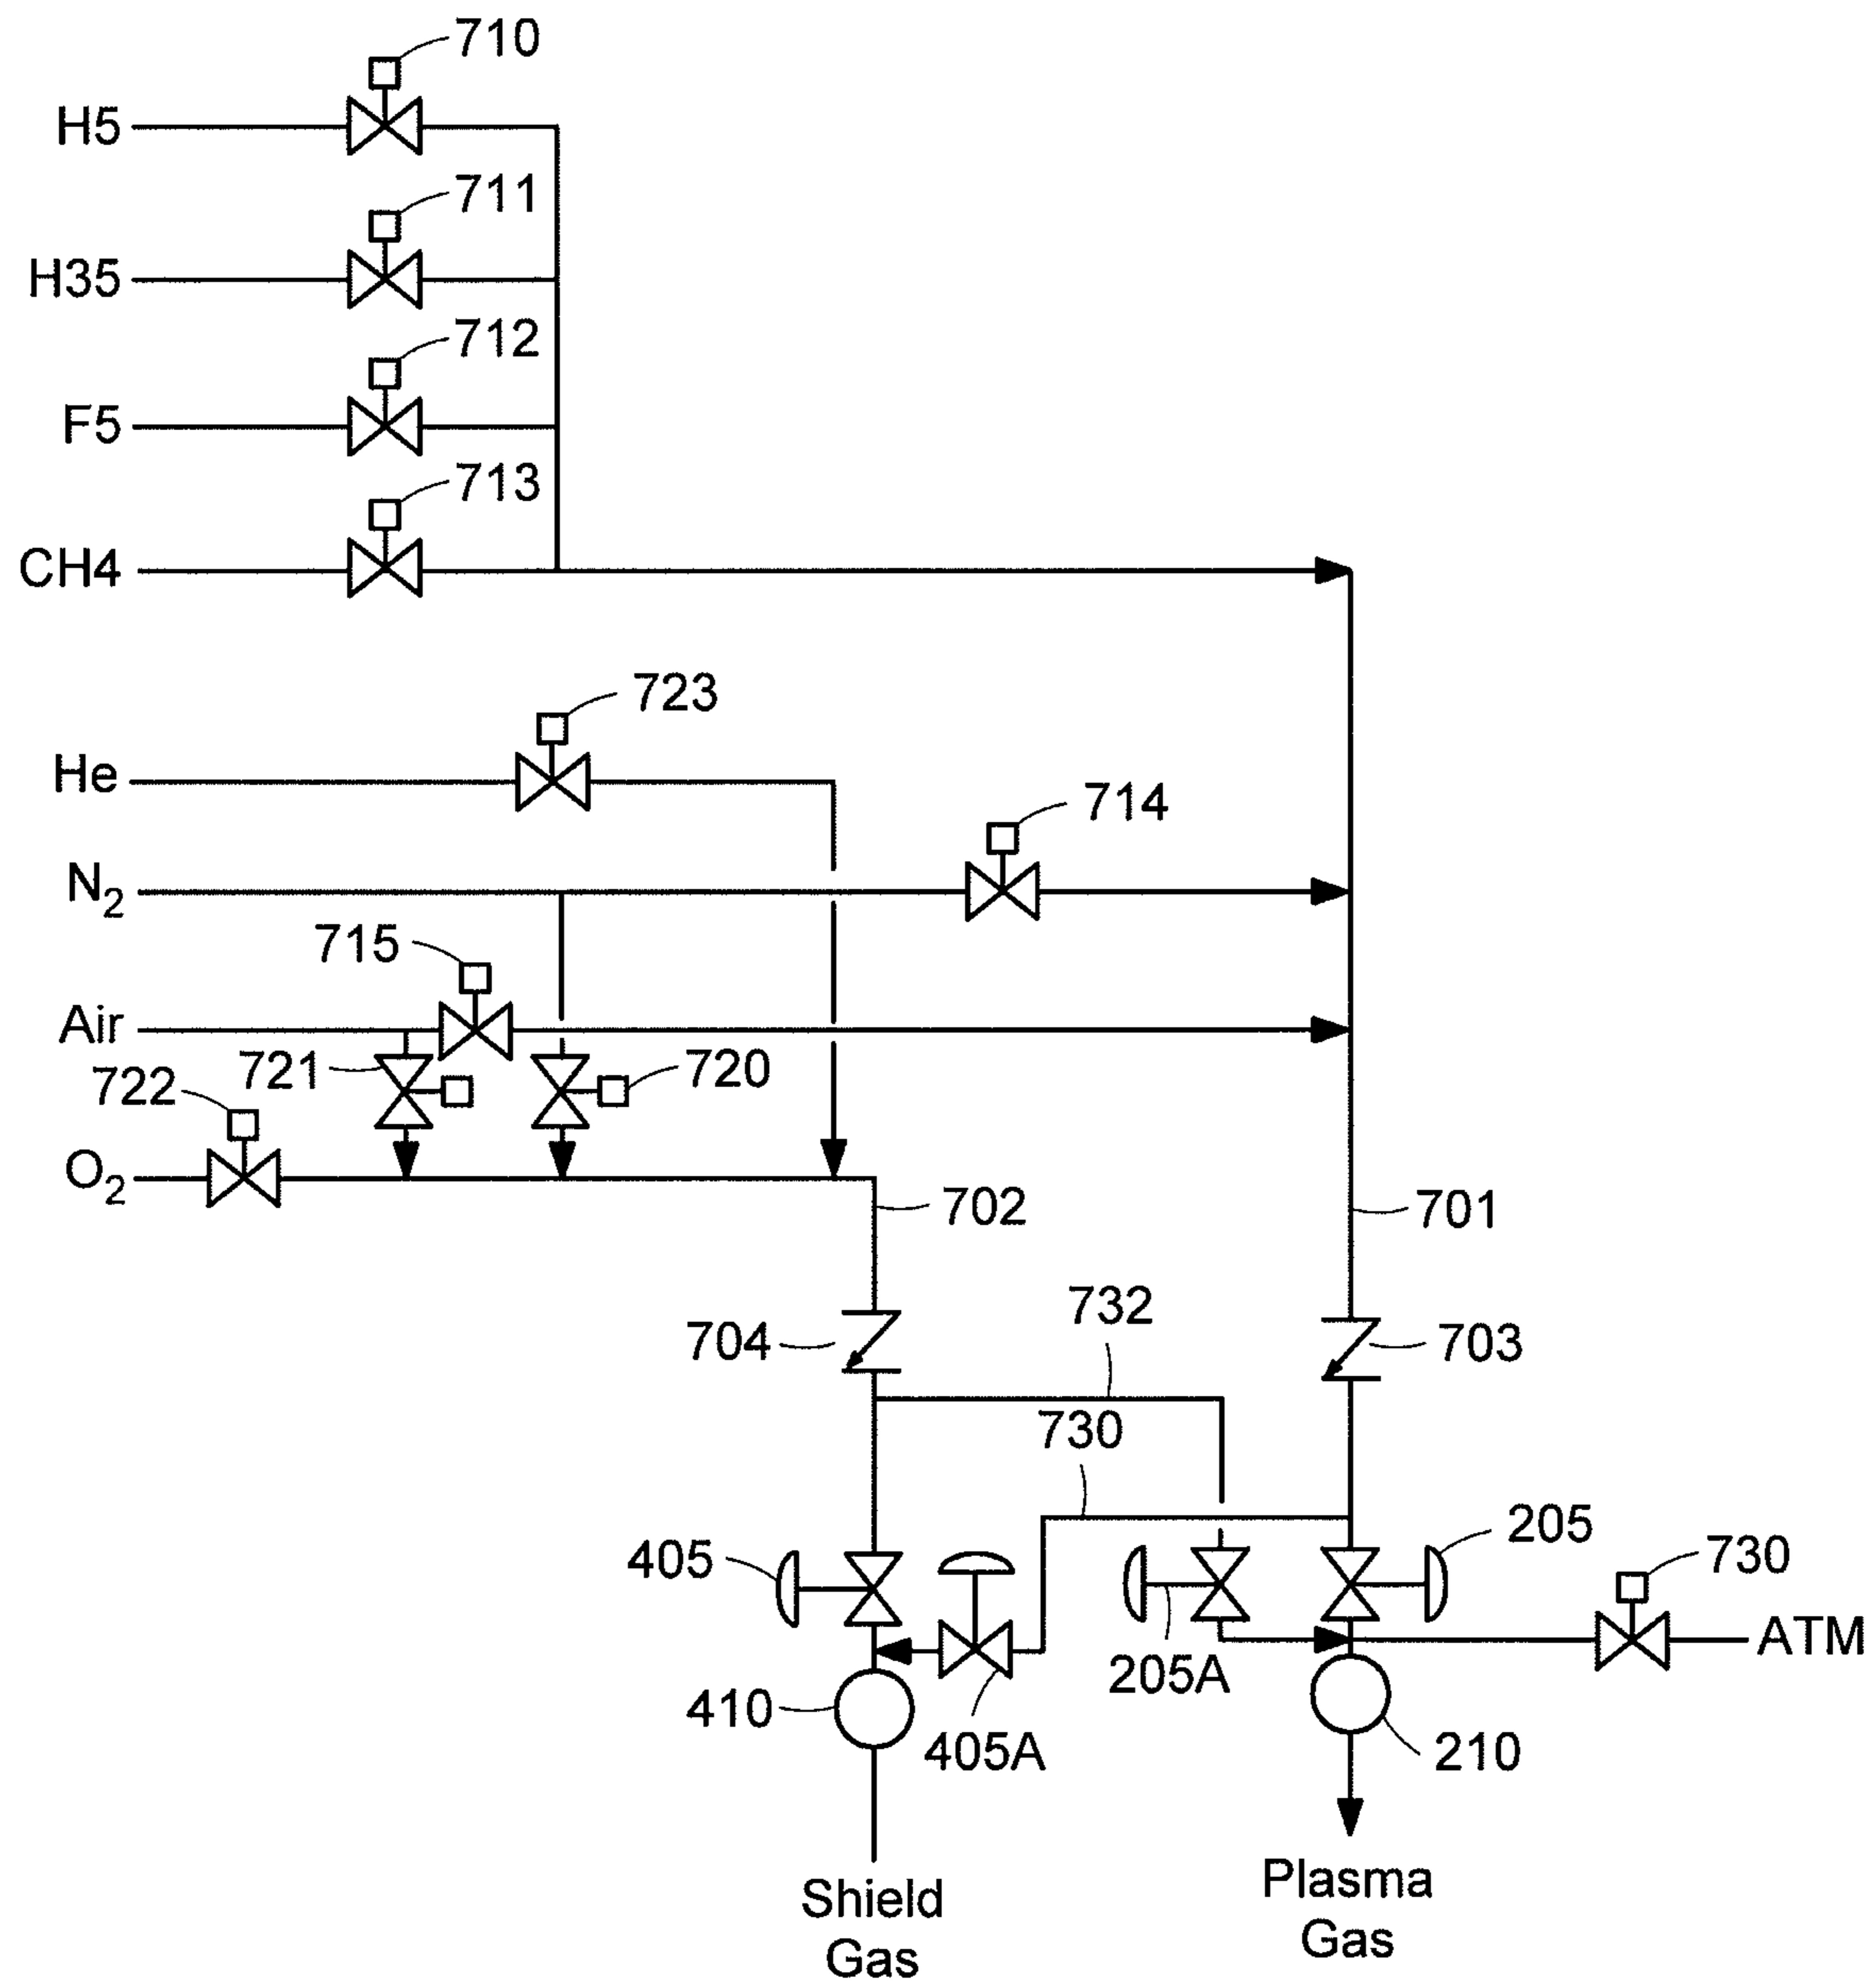 710
H5
711
H35
712
F5
713
CH4
723
He
714
N2
715
Air
721
720
722
O2
702
701
732
704
703
730
205
405
730
ATM
205A
410
405A
210
Shield
Gas
Plasma
Gas